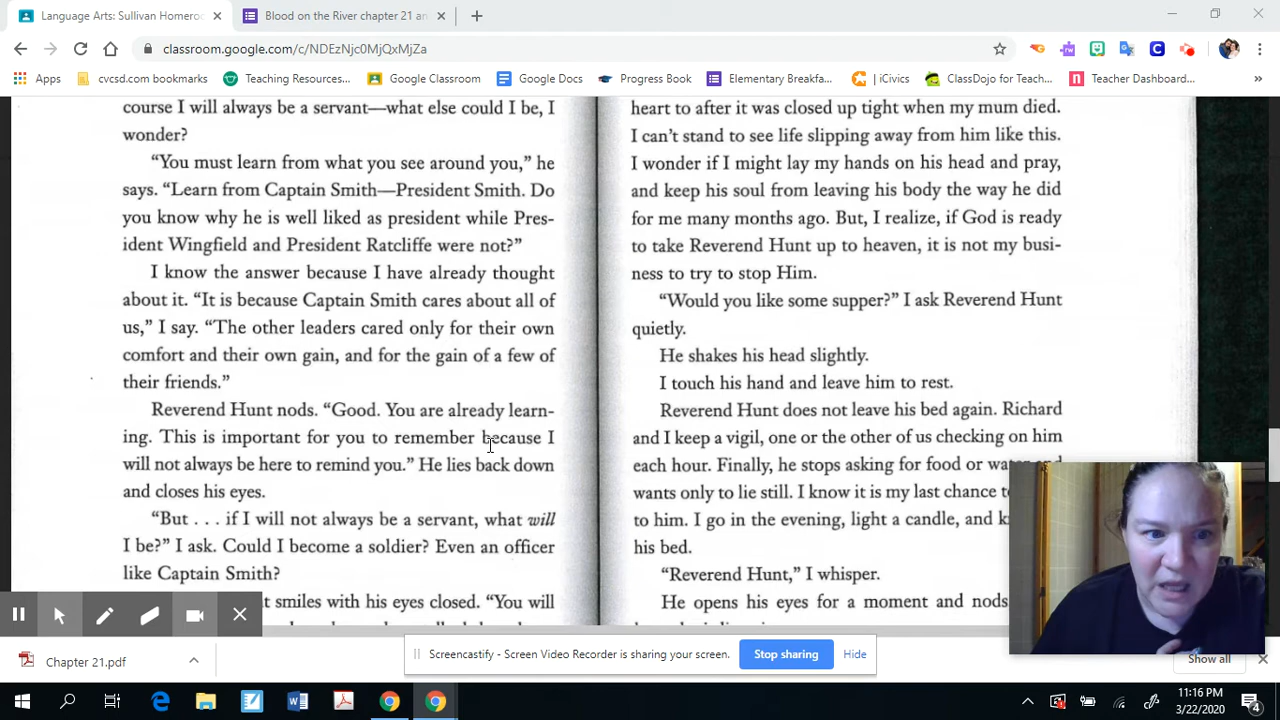 Language Arts: Sullivan Homero
Blood on the River chapter 21 an
classroom.google.com/c/NDEzNjc0MjQxMjZa
Apps
cvcsd.com bookmarks
Teaching Resources...
Google Classroom
Google Docs
Progress Book
Elementary Breakfa...
iCivics
ClassDojo for Teach...
Teacher Dashboard...
»
course I will always be a servant—what else could I be, I
wonder?
“You must learn from what you see around you,” he
says. “Learn from Captain Smith—President Smith. Do
you know why he is well liked as president while Pres-
ident Wingfield and President Ratcliffe were not?”
I know the answer because I have already thought
about it. “It is because Captain Smith cares about all of
us,” I say. “The other leaders cared only for their own
comfort and their own gain, and for the gain of a few of
their friends.”
Reverend Hunt nods. “Good. You are already learn-
ing. This is important for you to remember because I
will not always be here to remind you.” He lies back down
and closes his eyes.
“But . . . if I will not always be a servant, what will
I be?” I ask. Could I become a soldier? Even an officer
like Captain Smith?
smiles with his eyes closed. “You will
heart to after it was closed up tight when my mum died.
I can’t stand to see life slipping away from him like this.
I wonder if I might lay my hands on his head and pray,
and keep his soul from leaving his body the way he did
for me many months ago. But, I realize, if God is ready
to take Reverend Hunt up to heaven, it is not my busi-
ness to try to stop Him.
“Would you like some supper?” I ask Reverend Hunt
quietly.
He shakes his head slightly.
I touch his hand and leave him to rest.
Reverend Hunt does not leave his bed again. Richard
and I keep a vigil, one or the other of us checking on him
each hour. Finally, he stops asking for food or
wants only to lie still. I know it is my last chance
to him. I go in the evening, light a candle, and
his bed.
“Reverend Hunt,” I whisper.
He opens his eyes for a moment and nods
Chapter 21.pdf
Screencastify - Screen Video Recorder is sharing your screen.
Stop sharing
Hide
Show all
11:16 PM
3/22/2020
4